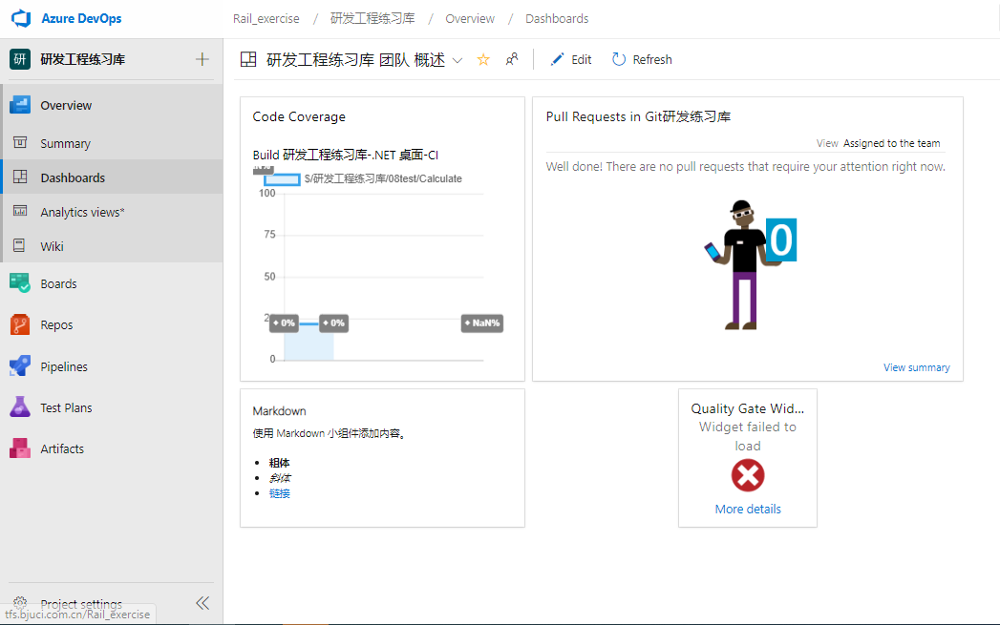 Azure DevOps
Rail_exercise / 研发工程练习库 / Overview / Dashboards
研 研发工程练习库
研发工程练习库 团队 概述
Edit
Refresh
Overview
Summary
Dashboards
Analytics views*
Wiki
Boards
Repos
Pipelines
Test Plans
Artifacts
Project settings
tfs.bjuci.com.cn/Rail_exercise
Code Coverage
Build 研发工程练习库-.NET 桌面-CI
$/研发工程练习库/08test/Calculate
100
75
50
2
0
+ 0%
+ 0%
+ NaN%
Pull Requests in Git研发练习库
View Assigned to the team
Well done! There are no pull requests that require your attention right now.
0
View summary
Markdown
使用 Markdown 小组件添加内容。
粗体
斜体
链接
Quality Gate Wid...
Widget failed to
load
More details